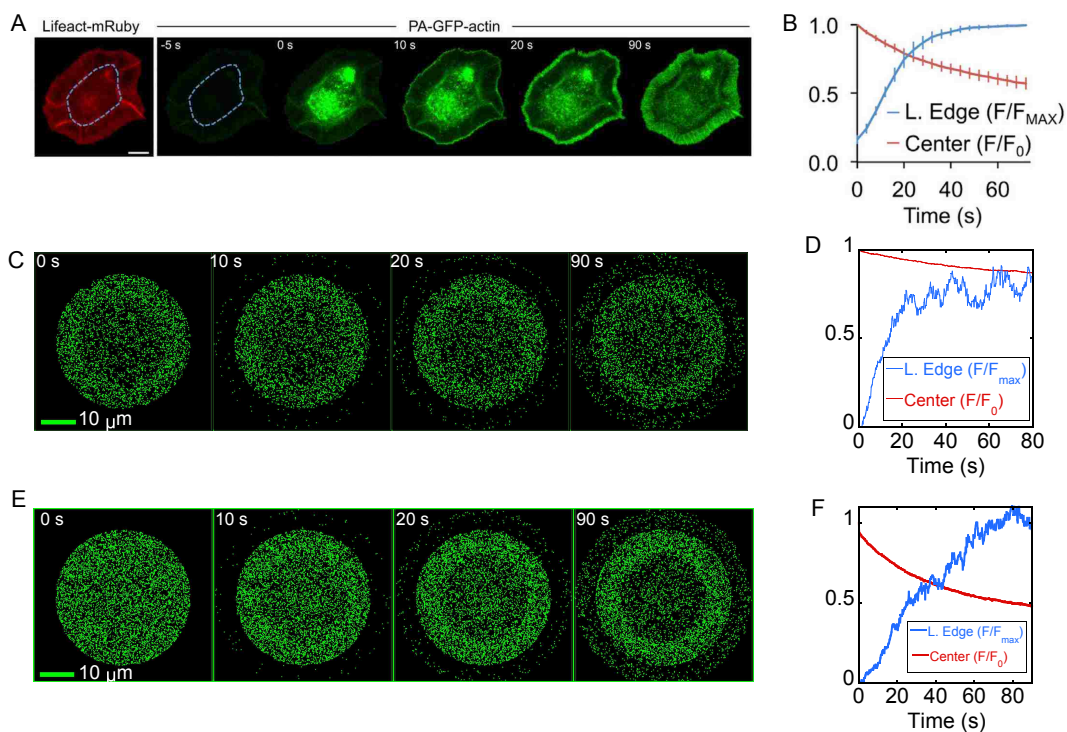 A
Lifeact-mRuby
PA-GFP-actin
-5 s
0 s
10 s
20 s
90 s
B
1.0
0.5
0.0
L. Edge (F/FMAX)
Center (F/F0)
0 20 40 60
Time (s)
C
0 s
10 s
20 s
90 s
10 µm
D
1
0.5
0
L. Edge (F/Fmax)
Center (F/F0)
0 20 40 60 80
Time (s)
E
0 s
10 s
20 s
90 s
10 µm
F
1
0.5
0
L. Edge (F/Fmax)
Center (F/F0)
0 20 40 60 80
Time (s)